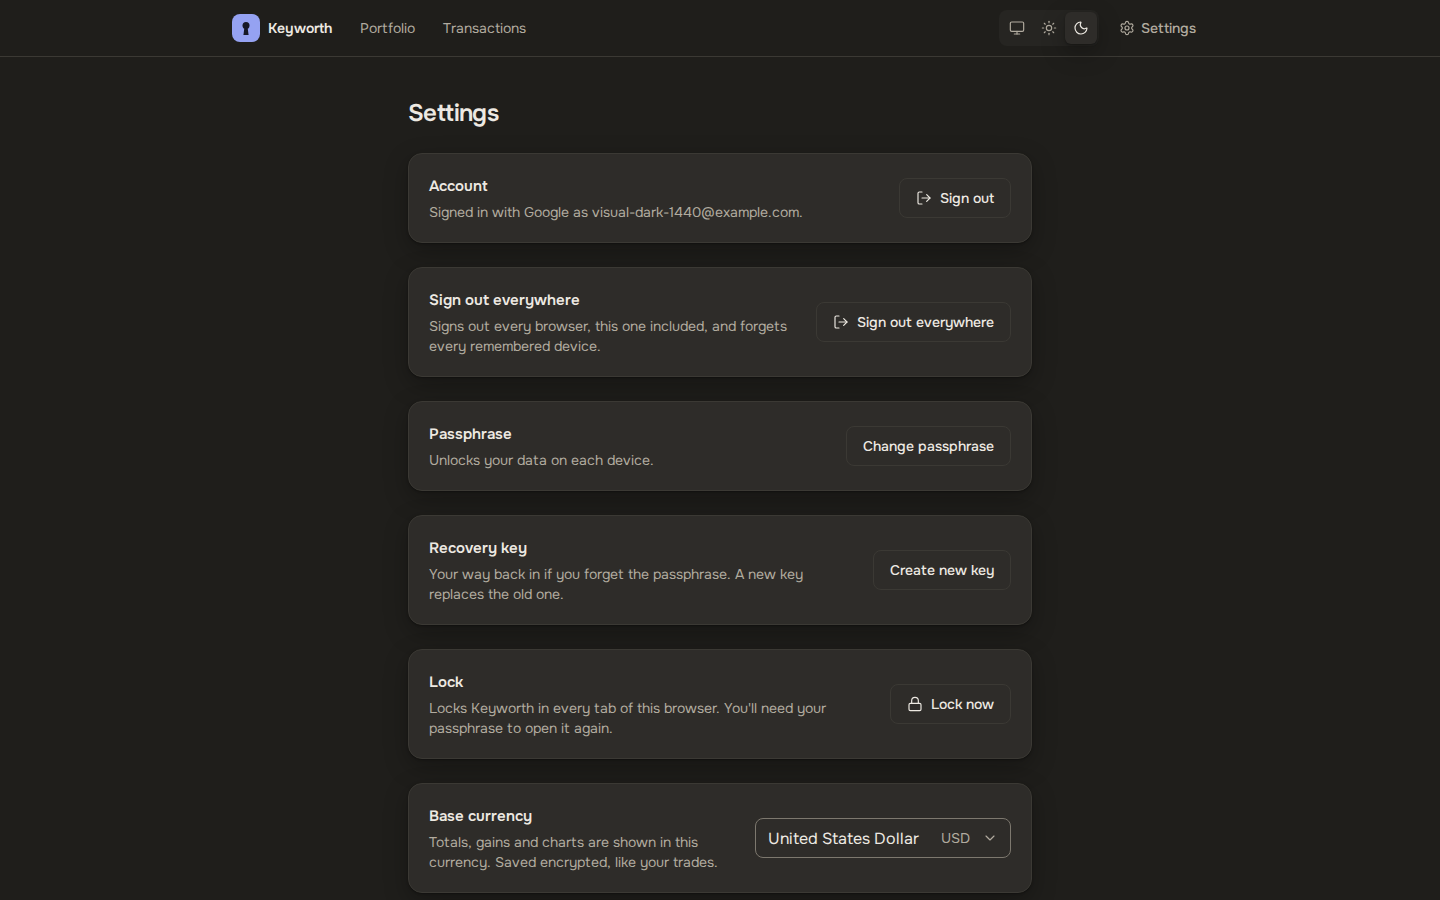 Keyworth
Portfolio
Transactions
Settings
Settings
Account
Signed in with Google as visual-dark-1440@example.com.
Sign out
Sign out everywhere
Signs out every browser, this one included, and forgets
every remembered device.
Sign out everywhere
Passphrase
Unlocks your data on each device.
Change passphrase
Recovery key
Your way back in if you forget the passphrase. A new key
replaces the old one.
Create new key
Lock
Locks Keyworth in every tab of this browser. You'll need your
passphrase to open it again.
Lock now
Base currency
Totals, gains and charts are shown in this
currency. Saved encrypted, like your trades.
United States Dollar USD